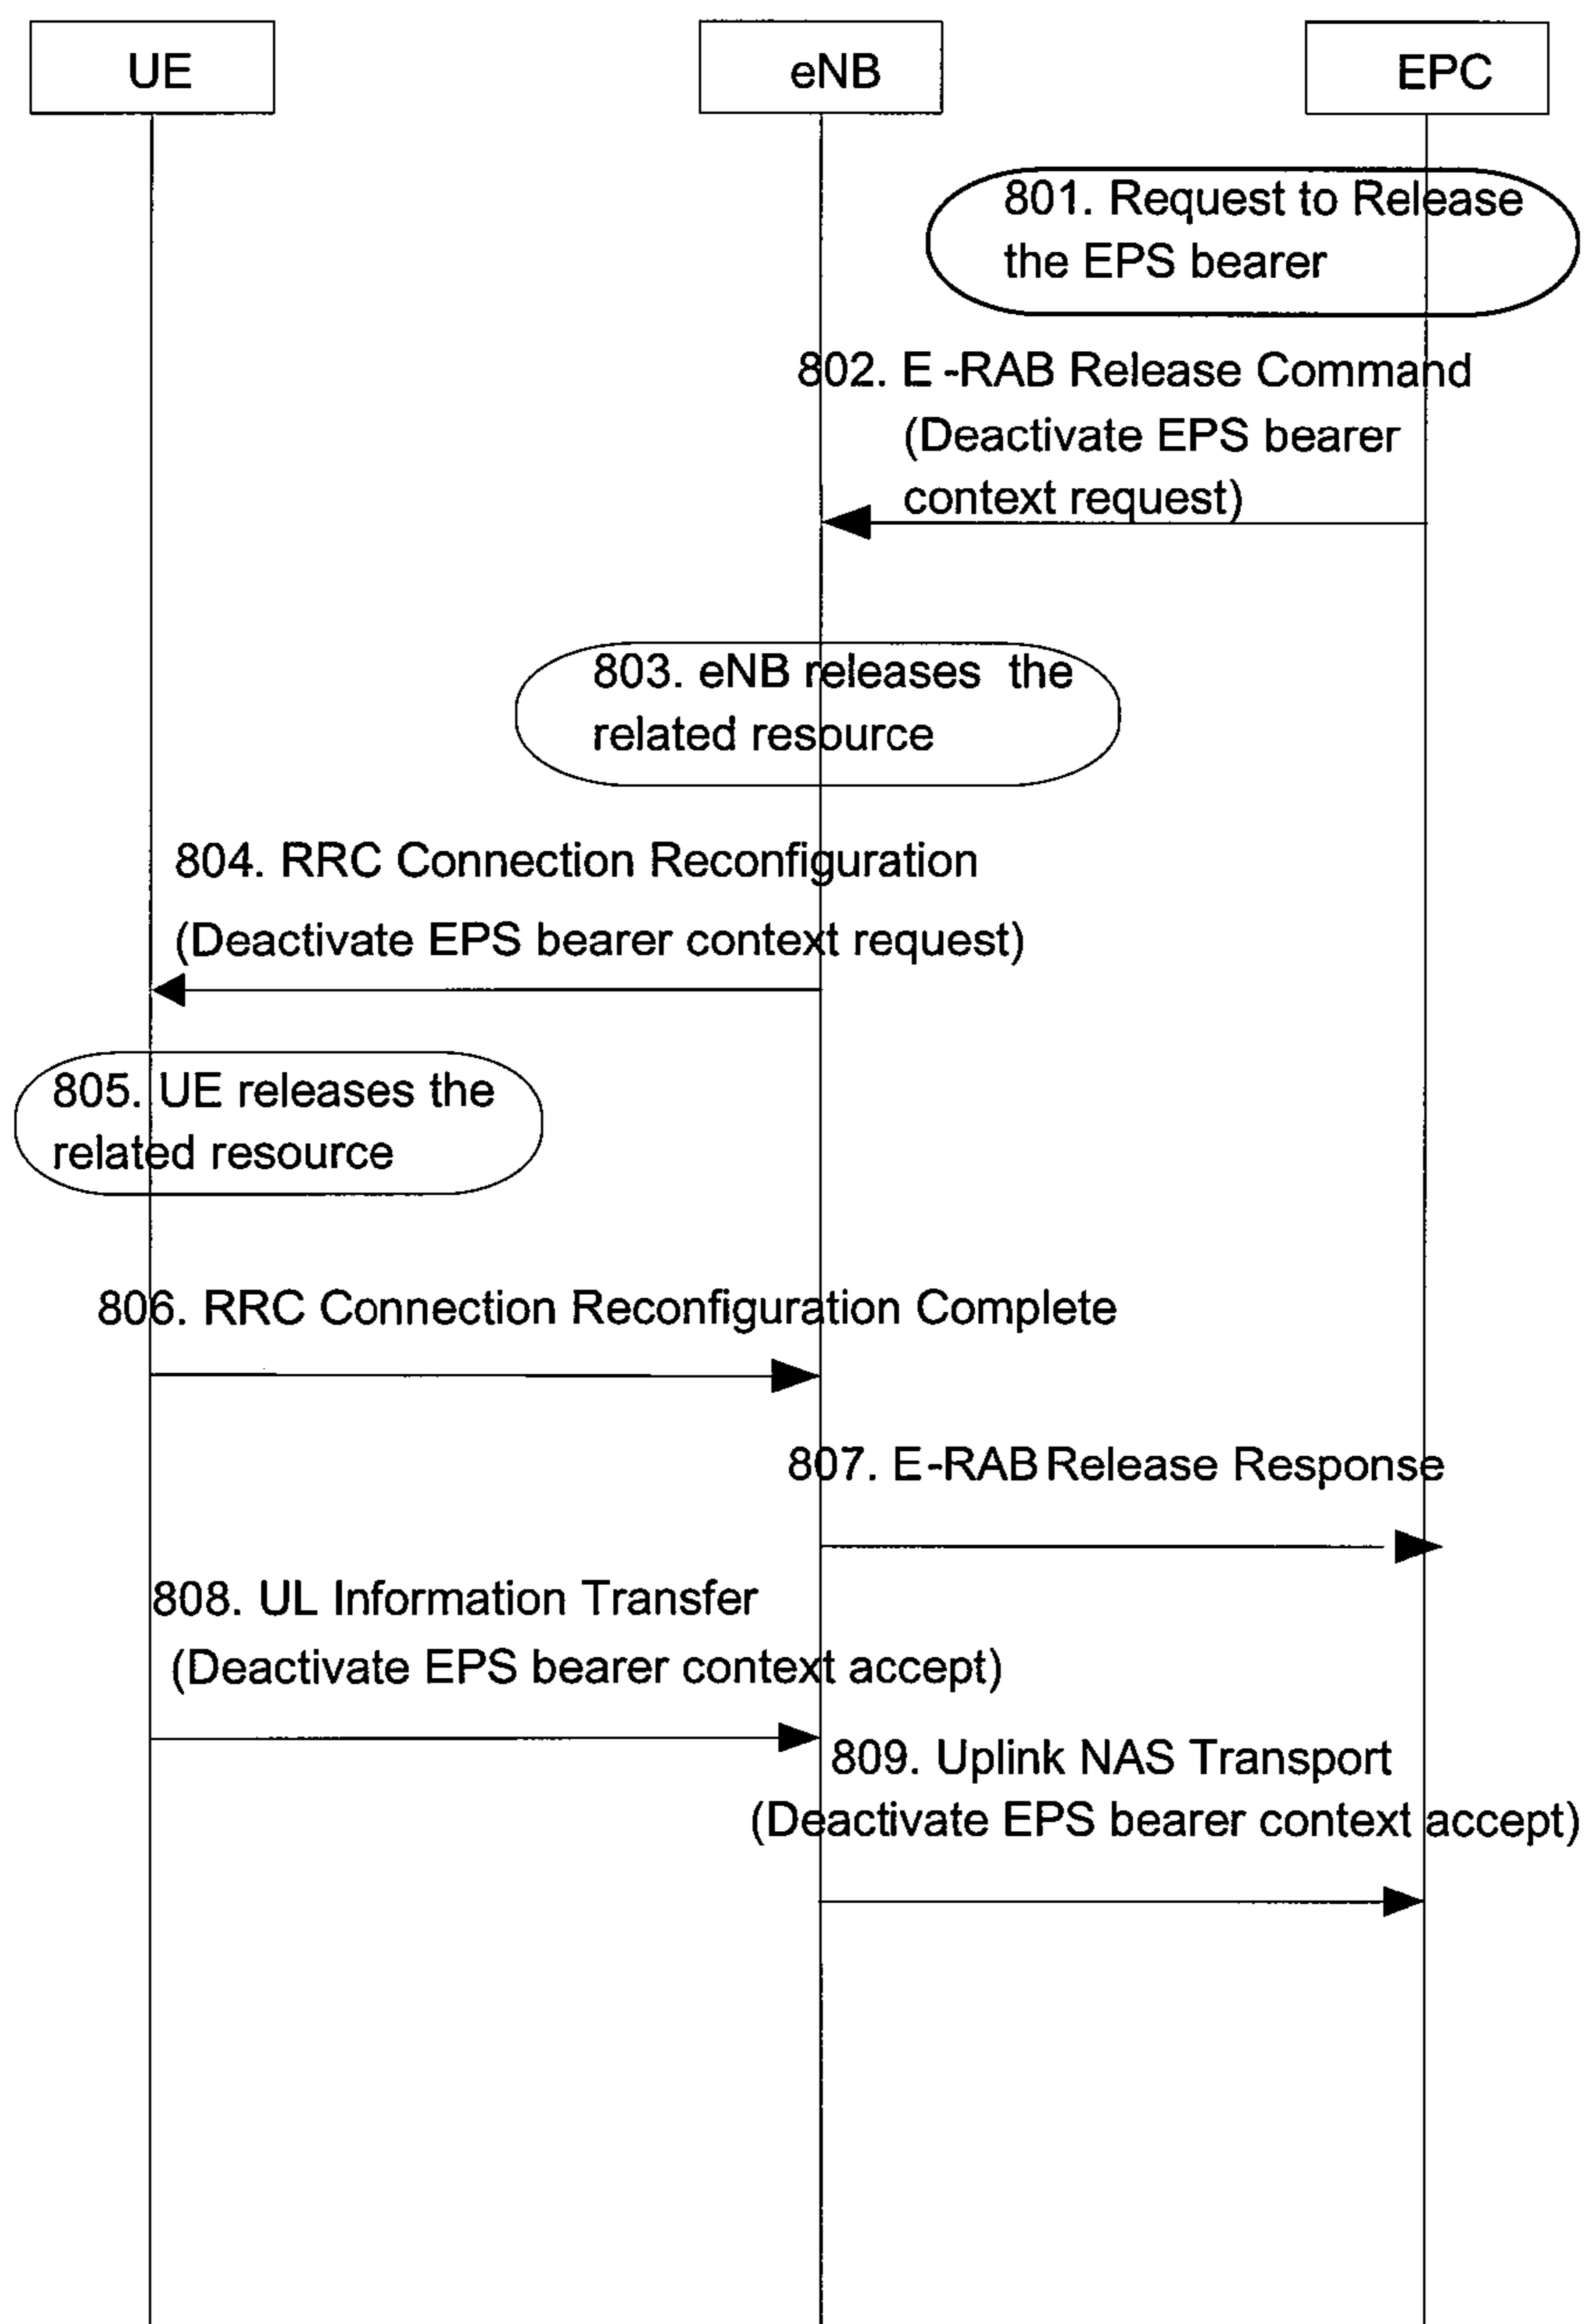 UE
eNB
EPC
801. Request to Release
the EPS bearer
802. E -RAB Release Command
(Deactivate EPS bearer
context request)
803. eNB releases the
related resource
804. RRC Connection Reconfiguration
(Deactivate EPS bearer context request)
805. UE releases the
related resource
806. RRC Connection Reconfiguration Complete
807. E-RAB Release Response
808. UL Information Transfer
(Deactivate EPS bearer context accept)
809. Uplink NAS Transport
(Deactivate EPS bearer context accept)